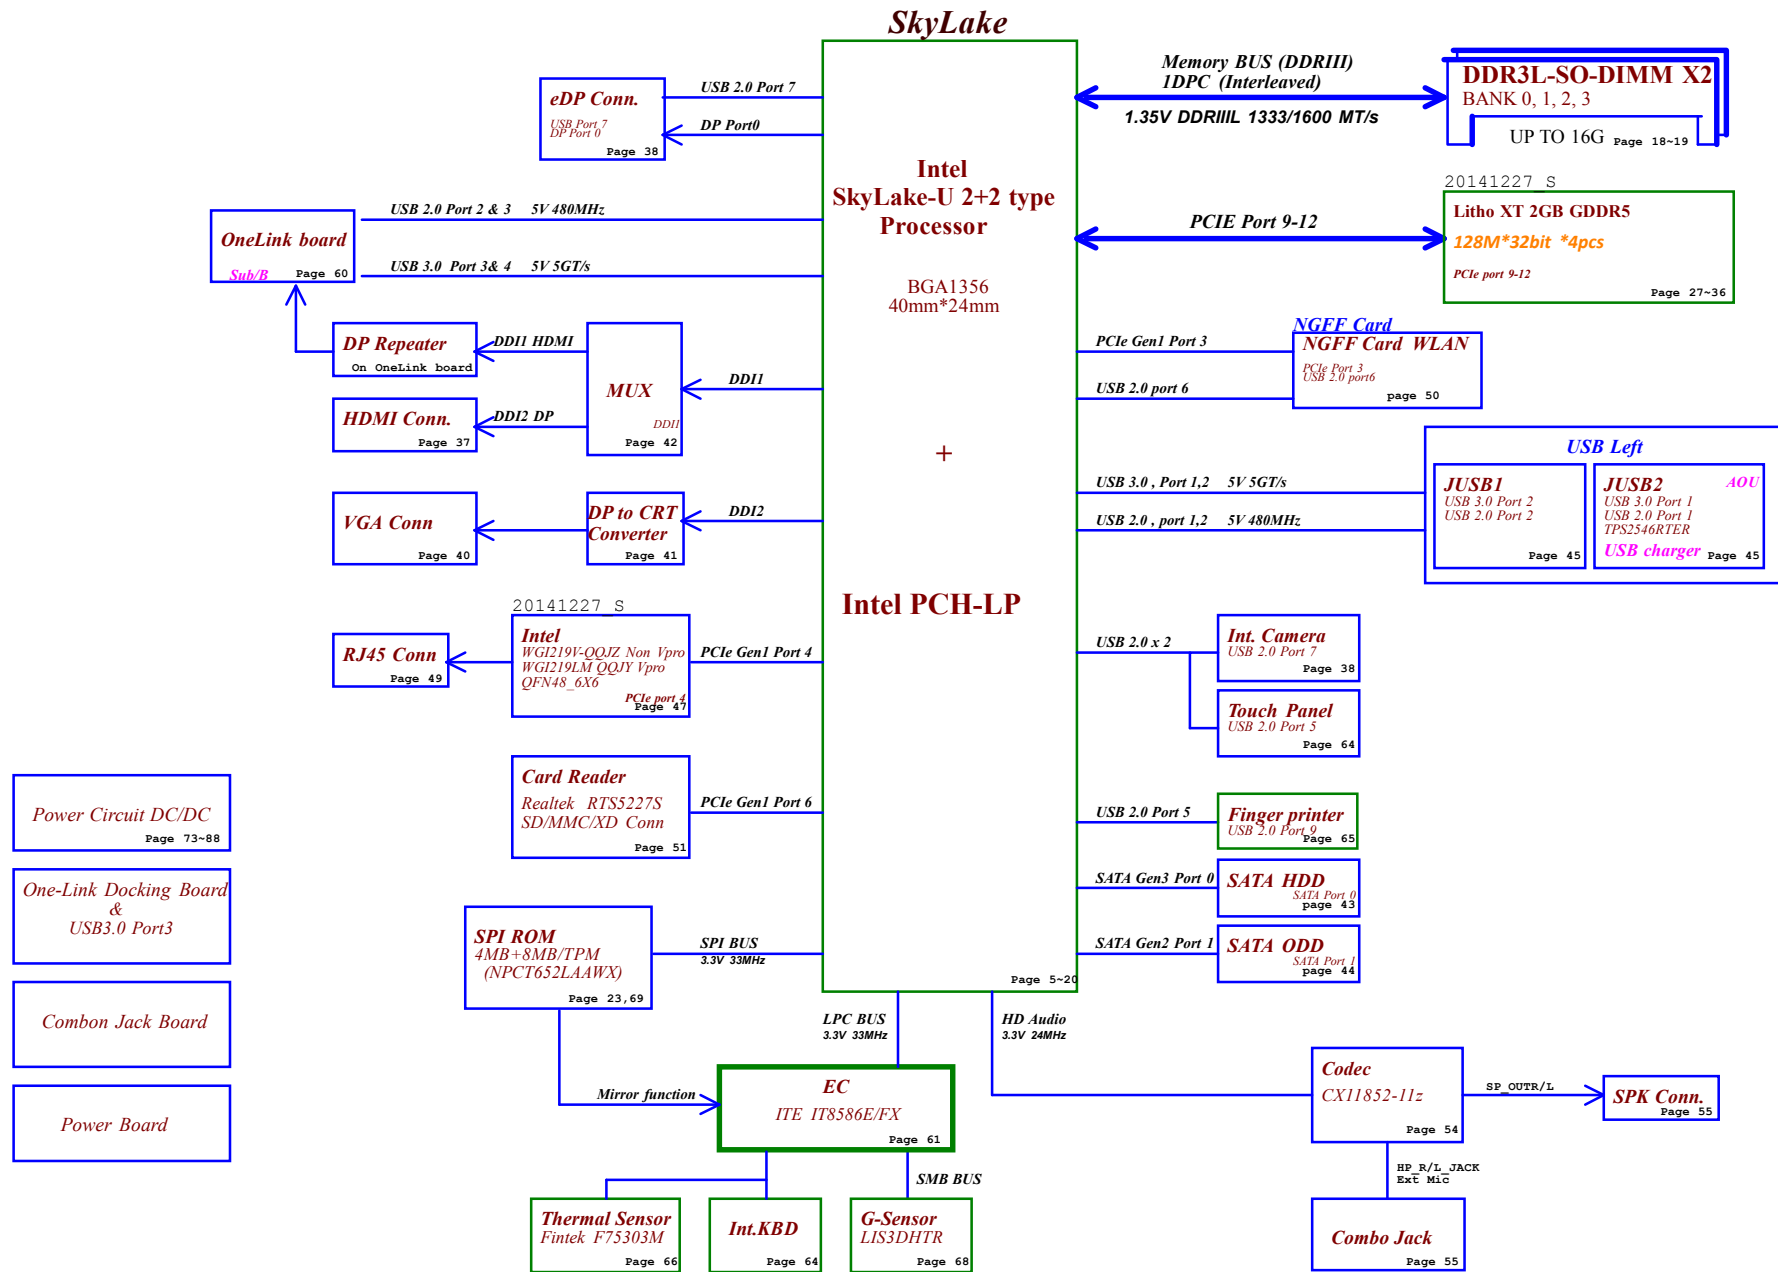 SkyLake
Intel
SkyLake-U 2+2 type
Processor
BGA1356
40mm*24mm
+
Intel PCH-LP
Page 5~20
eDP Conn.
USB Port 7
DP Port 0
Page 38
USB 2.0 Port 7
DP Port0
OneLink board
Sub/B
Page 60
USB 2.0 Port 2 & 3 5V 480MHz
USB 3.0 Port 3& 4 5V 5GT/s
DP Repeater
On OneLink board
DDI1 HDMI
HDMI Conn.
Page 37
DDI2 DP
MUX
DDI1
Page 42
DDI1
VGA Conn
Page 40
DP to CRT
Converter
Page 41
DDI2
20141227_S
RJ45 Conn
Page 49
Intel
WGI219V-QQJZ Non Vpro
WGI219LM QQJY Vpro
QFN48_6X6
PCIe port 4
Page 47
PCIe Gen1 Port 4
Card Reader
Realtek RTS5227S
SD/MMC/XD Conn
Page 51
PCIe Gen1 Port 6
SPI ROM
4MB+8MB/TPM
(NPCT652LAAWX)
Page 23,69
SPI BUS
3.3V 33MHz
Power Circuit DC/DC
Page 73~88
One-Link Docking Board
&
USB3.0 Port3
Combon Jack Board
Power Board
Memory BUS (DDRIII)
1DPC (Interleaved)
1.35V DDRIIIL 1333/1600 MT/s
DDR3L-SO-DIMM X2
BANK 0, 1, 2, 3
UP TO 16G
Page 18~19
20141227_S
PCIE Port 9-12
Litho XT 2GB GDDR5
128M*32bit *4pcs
PCIe port 9-12
Page 27~36
NGFF Card
NGFF Card WLAN
PCIe Port 3
USB 2.0 port6
page 50
PCIe Gen1 Port 3
USB 2.0 port 6
USB Left
JUSB1
USB 3.0 Port 2
USB 2.0 Port 2
Page 45
JUSB2
AOU
USB 3.0 Port 1
USB 2.0 Port 1
TPS2546RTER
USB charger
Page 45
USB 3.0 , Port 1,2 5V 5GT/s
USB 2.0 , port 1,2 5V 480MHz
USB 2.0 x 2
Int. Camera
USB 2.0 Port 7
Page 38
Touch Panel
USB 2.0 Port 5
Page 64
USB 2.0 Port 5
Finger printer
USB 2.0 Port 9
Page 65
SATA Gen3 Port 0
SATA HDD
SATA Port 0
page 43
SATA Gen2 Port 1
SATA ODD
SATA Port 1
page 44
LPC BUS
3.3V 33MHz
HD Audio
3.3V 24MHz
Mirror function
EC
ITE IT8586E/FX
Page 61
SMB BUS
Thermal Sensor
Fintek F75303M
Page 66
Int.KBD
Page 64
G-Sensor
LIS3DHTR
Page 68
Codec
CX11852-11z
Page 54
SP_OUTR/L
SPK Conn.
Page 55
HP_R/L_JACK
Ext Mic
Combo Jack
Page 55